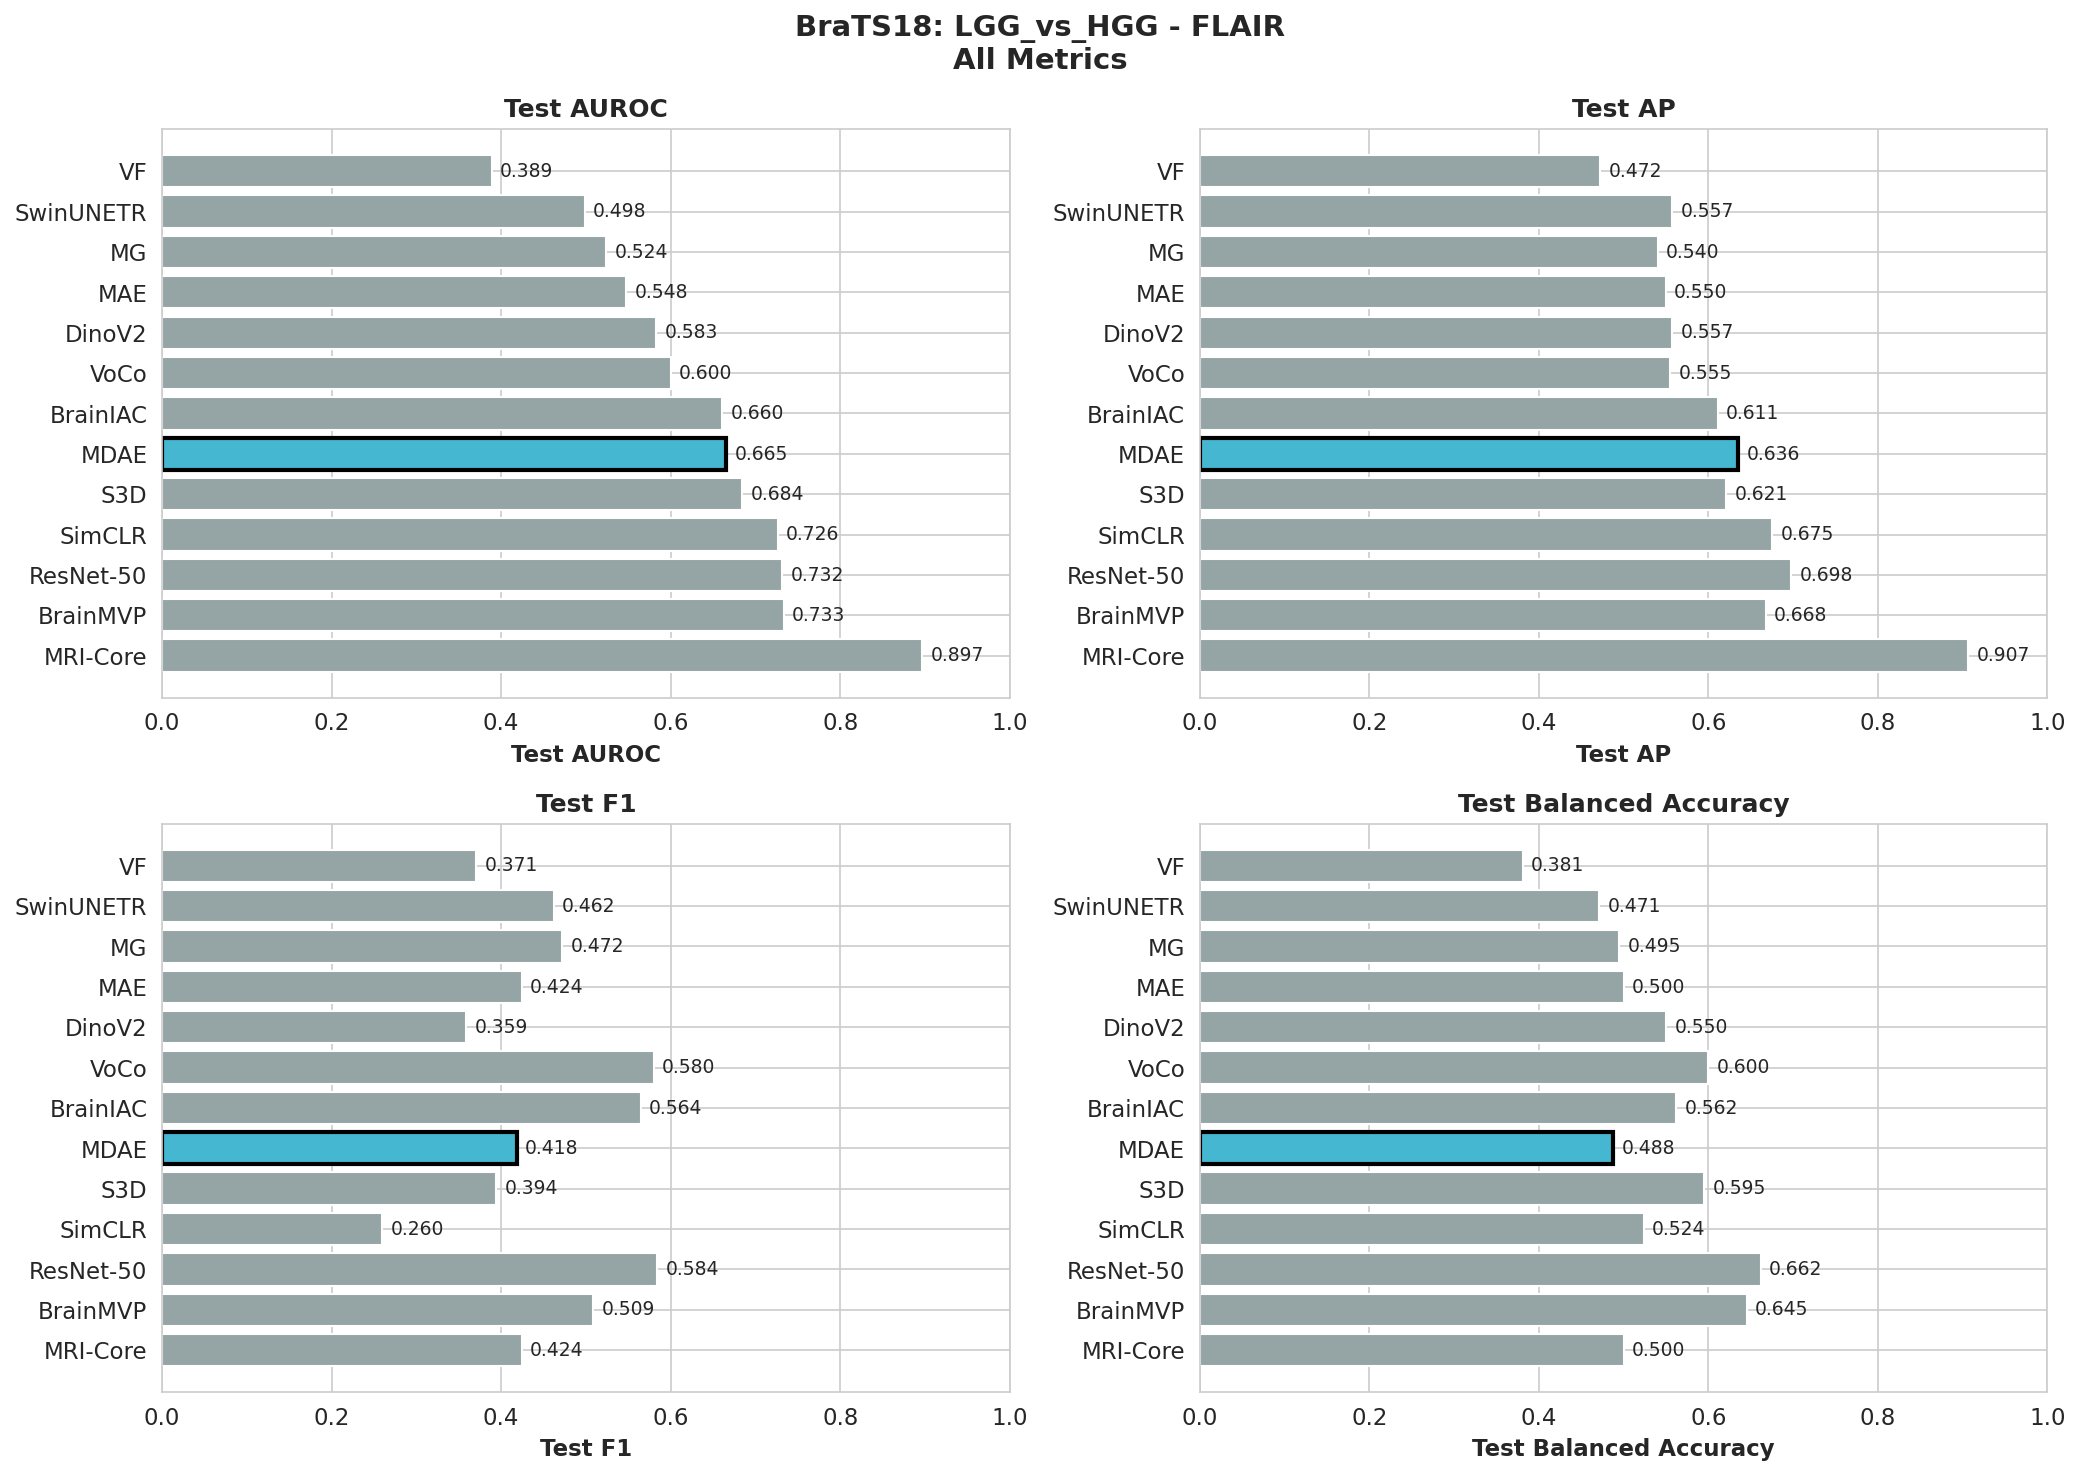 BraTS18: LGG_vs_HGG - FLAIR
All Metrics
Test AUROC
VF 0.389
SwinUNETR 0.498
MG 0.524
MAE 0.548
DinoV2 0.583
VoCo 0.600
BrainIAC 0.660
MDAE 0.665
S3D 0.684
SimCLR 0.726
ResNet-50 0.732
BrainMVP 0.733
MRI-Core 0.897
0.0 0.2 0.4 0.6 0.8 1.0
Test AUROC
Test AP
VF 0.472
SwinUNETR 0.557
MG 0.540
MAE 0.550
DinoV2 0.557
VoCo 0.555
BrainIAC 0.611
MDAE 0.636
S3D 0.621
SimCLR 0.675
ResNet-50 0.698
BrainMVP 0.668
MRI-Core 0.907
0.0 0.2 0.4 0.6 0.8 1.0
Test AP
Test F1
VF 0.371
SwinUNETR 0.462
MG 0.472
MAE 0.424
DinoV2 0.359
VoCo 0.580
BrainIAC 0.564
MDAE 0.418
S3D 0.394
SimCLR 0.260
ResNet-50 0.584
BrainMVP 0.509
MRI-Core 0.424
0.0 0.2 0.4 0.6 0.8 1.0
Test F1
Test Balanced Accuracy
VF 0.381
SwinUNETR 0.471
MG 0.495
MAE 0.500
DinoV2 0.550
VoCo 0.600
BrainIAC 0.562
MDAE 0.488
S3D 0.595
SimCLR 0.524
ResNet-50 0.662
BrainMVP 0.645
MRI-Core 0.500
0.0 0.2 0.4 0.6 0.8 1.0
Test Balanced Accuracy